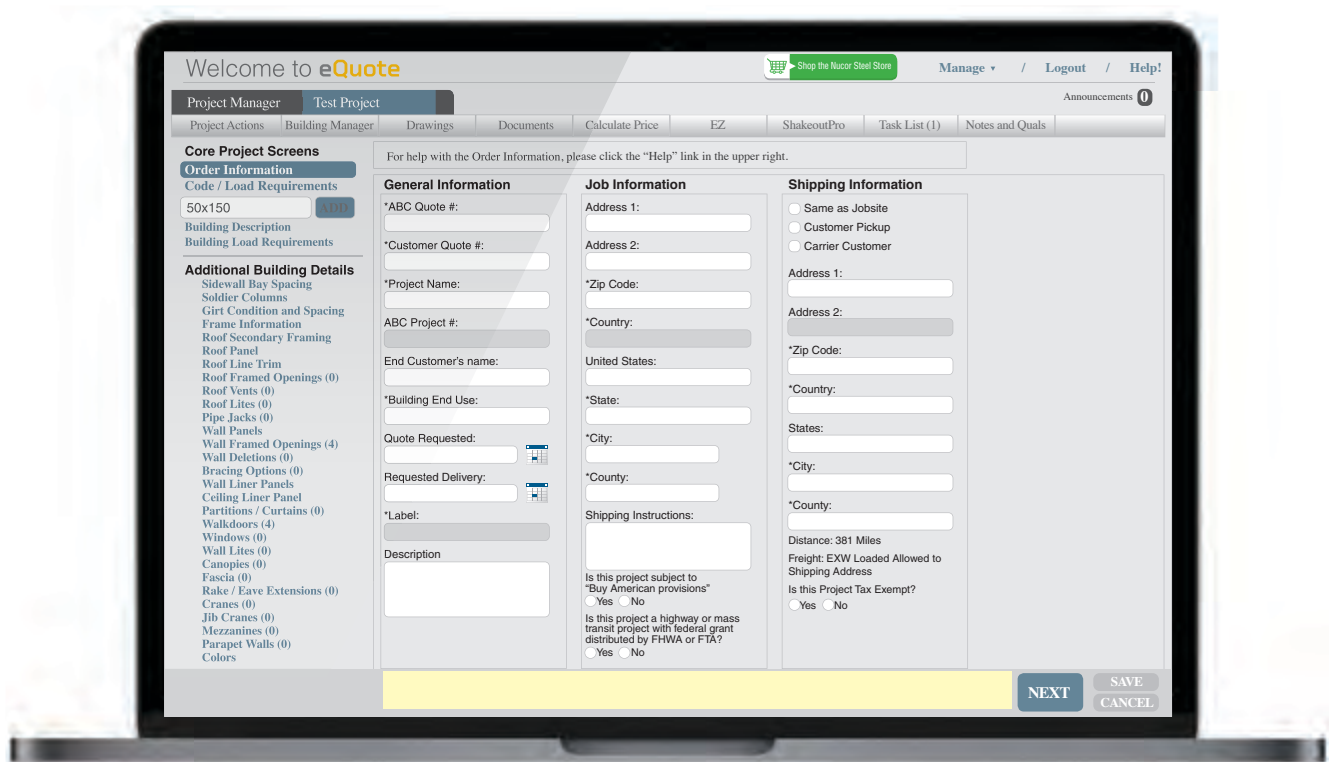 Welcome to eQuote
Shop the Nucor Steel Store
Manage ▾ / Logout / Help!
Project Manager
Test Project
Announcements 0
Project Actions
Building Manager
Drawings
Documents
Calculate Price
EZ
ShakeoutPro
Task List (1)
Notes and Quals
Core Project Screens
Order Information
Code / Load Requirements
50x150
ADD
Building Description
Building Load Requirements
Additional Building Details
Sidewall Bay Spacing
Soldier Columns
Girt Condition and Spacing
Frame Information
Roof Secondary Framing
Roof Panel
Roof Line Trim
Roof Framed Openings (0)
Roof Vents (0)
Roof Lites (0)
Pipe Jacks (0)
Wall Panels
Wall Framed Openings (4)
Wall Deletions (0)
Bracing Options (0)
Wall Liner Panels
Ceiling Liner Panel
Partitions / Curtains (0)
Walkdoors (4)
Windows (0)
Wall Lites (0)
Canopies (0)
Fascia (0)
Rake / Eave Extensions (0)
Cranes (0)
Jib Cranes (0)
Mezzanines (0)
Parapet Walls (0)
Colors
For help with the Order Information, please click the “Help” link in the upper right.
General Information
*ABC Quote #:
*Customer Quote #:
*Project Name:
ABC Project #:
End Customer's name:
*Building End Use:
Quote Requested:
Requested Delivery:
*Label:
Description
Job Information
Address 1:
Address 2:
*Zip Code:
*Country:
United States:
*State:
*City:
*County:
Shipping Instructions:
Is this project subject to
“Buy American provisions”
Yes No
Is this project a highway or mass
transit project with federal grant
distributed by FHWA or FTA?
Yes No
Shipping Information
Same as Jobsite
Customer Pickup
Carrier Customer
Address 1:
Address 2:
*Zip Code:
*Country:
States:
*City:
*County:
Distance: 381 Miles
Freight: EXW Loaded Allowed to
Shipping Address
Is this Project Tax Exempt?
Yes No
NEXT
SAVE
CANCEL